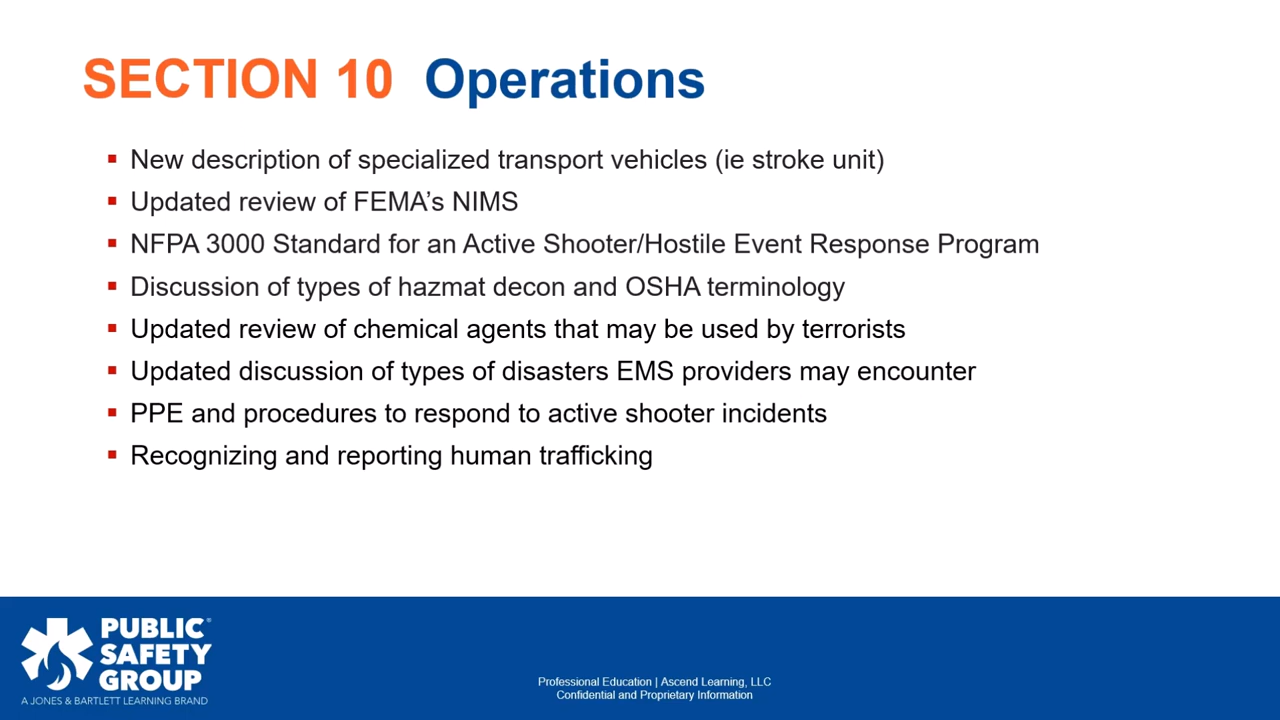 SECTION 10 Operations
▪ New description of specialized transport vehicles (ie stroke unit)
▪ Updated review of FEMA’s NIMS
▪ NFPA 3000 Standard for an Active Shooter/Hostile Event Response Program
▪ Discussion of types of hazmat decon and OSHA terminology
▪ Updated review of chemical agents that may be used by terrorists
▪ Updated discussion of types of disasters EMS providers may encounter
▪ PPE and procedures to respond to active shooter incidents
▪ Recognizing and reporting human trafficking
PUBLIC®
SAFETY
GROUP
A JONES & BARTLETT LEARNING BRAND
Professional Education | Ascend Learning, LLC
Confidential and Proprietary Information